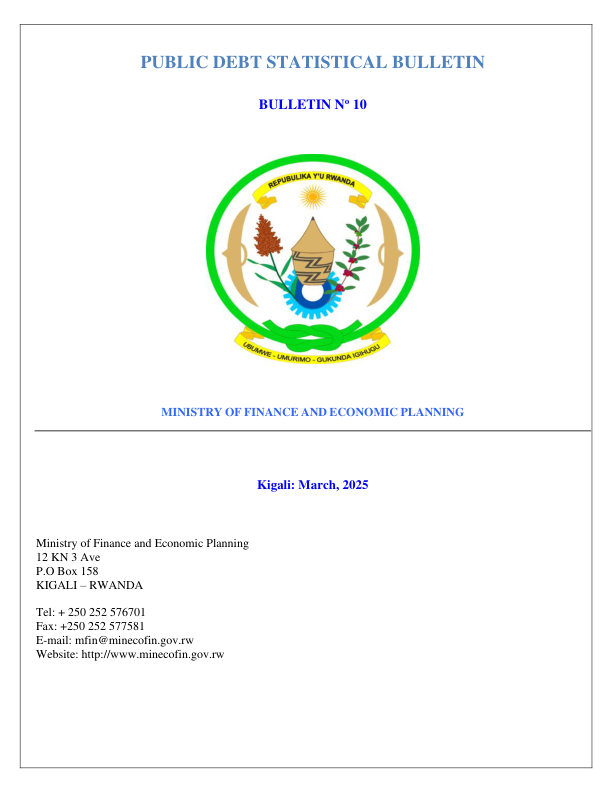 PUBLIC DEBT STATISTICAL BULLETIN
BULLETIN Nº 10
REPUBULIKA Y'U RWANDA
UBUMWE - UMURIMO - GUKUNDA IGIHUGU
MINISTRY OF FINANCE AND ECONOMIC PLANNING
Kigali: March, 2025
Ministry of Finance and Economic Planning
12 KN 3 Ave
P.O Box 158
KIGALI – RWANDA
Tel: + 250 252 576701
Fax: +250 252 577581
E-mail: mfin@minecofin.gov.rw
Website: http://www.minecofin.gov.rw